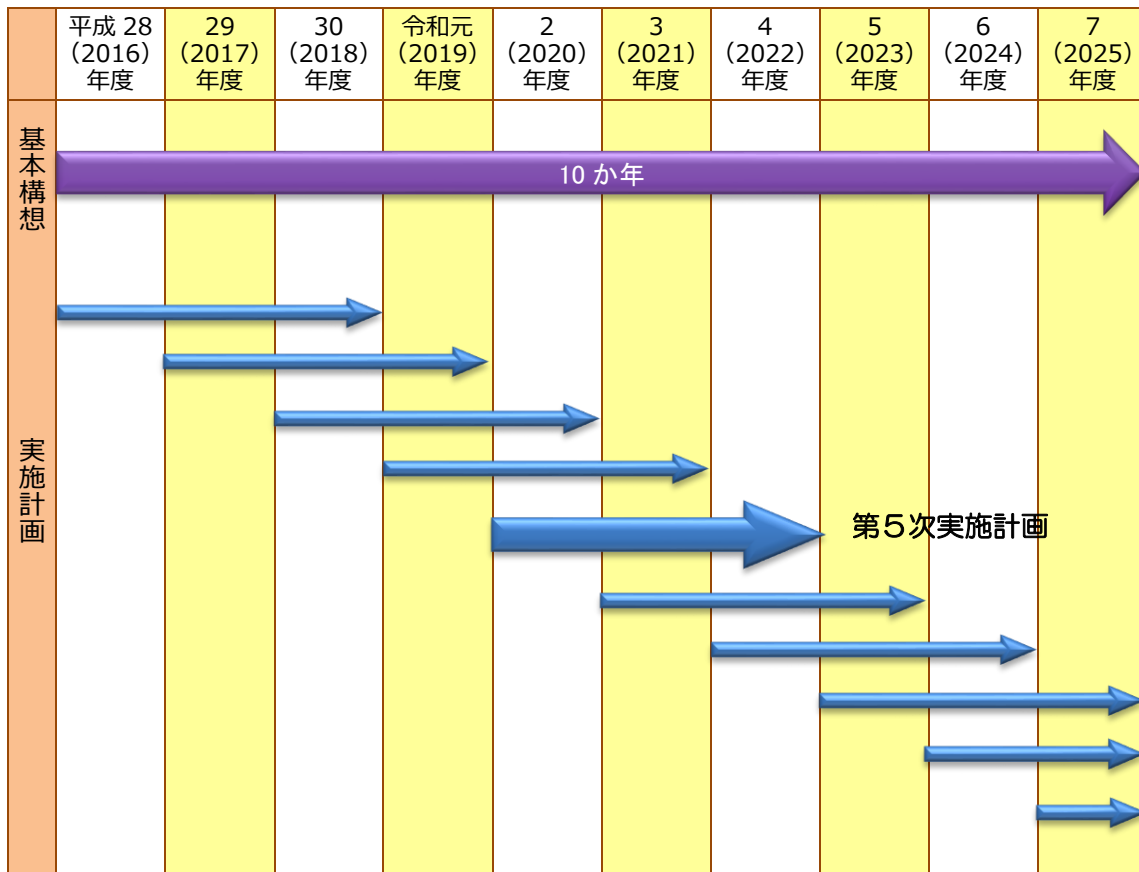 平成 28
（2016）
年度
29
（2017）
年度
30
（2018）
年度
令和元
（2019）
年度
2
（2020）
年度
3
（2021）
年度
4
（2022）
年度
5
（2023）
年度
6
（2024）
年度
7
（2025）
年度
基本構想
10 か年
実施計画
第５次実施計画